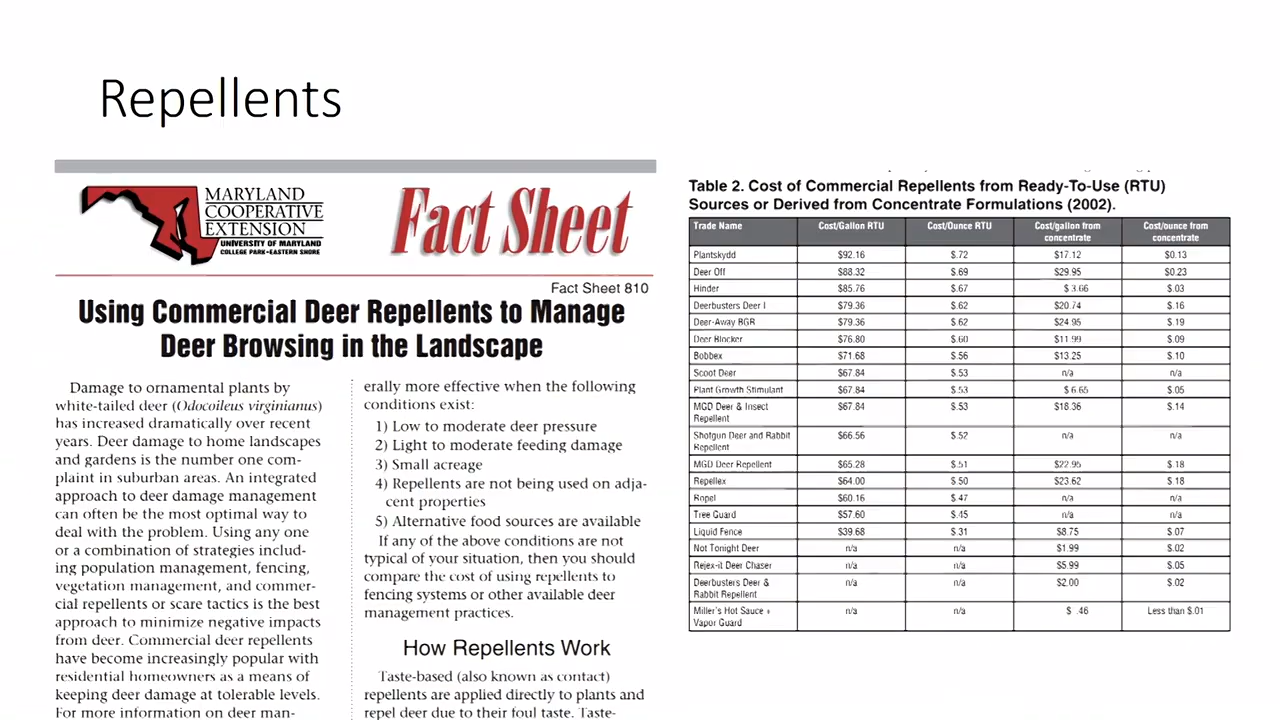 Repellents
MARYLAND
COOPERATIVE
EXTENSION
UNIVERSITY OF MARYLAND
COLLEGE PARK-EASTERN SHORE
Fact Sheet
Fact Sheet 810
Using Commercial Deer Repellents to Manage
Deer Browsing in the Landscape
Damage to ornamental plants by
white-tailed deer (Odocoileus virginianus)
has increased dramatically over recent
years. Deer damage to home landscapes
and gardens is the number one com-
plaint in suburban areas. An integrated
approach to deer damage management
can often be the most optimal way to
deal with the problem. Using any one
or a combination of strategies includ-
ing population management, fencing,
vegetation management, and commer-
cial repellents or scare tactics is the best
approach to minimize negative impacts
from deer. Commercial deer repellents
have become increasingly popular with
residential homeowners as a means of
keeping deer damage at tolerable levels.
For more information on deer man-
erally more effective when the following
conditions exist:
1) Low to moderate deer pressure
2) Light to moderate feeding damage
3) Small acreage
4) Repellents are not being used on adja-
cent properties
5) Alternative food sources are available
If any of the above conditions are not
typical of your situation, then you should
compare the cost of using repellents to
fencing systems or other available deer
management practices.
How Repellents Work
Taste-based (also known as contact)
repellents are applied directly to plants and
repel deer due to their foul taste. Taste-
Table 2. Cost of Commercial Repellents from Ready-To-Use (RTU)
Sources or Derived from Concentrate Formulations (2002).
Trade Name Cost/Gallon RTU Cost/Ounce RTU Cost/gallon from concentrate Cost/ounce from concentrate
Plantskydd $92.16 $.72 $17.12 $0.13
Deer Off $88.32 $.69 $29.95 $0.23
Hinder $85.76 $.67 $ 3.66 $.03
Deerbusters Deer I $79.36 $.62 $20.74 $.16
Deer-Away BGR $79.36 $.62 $24.95 $.19
Deer Blocker $76.80 $.60 $11.99 $.09
Bobbex $71.68 $.56 $13.25 $.10
Scoot Deer $67.84 $.53 n/a n/a
Plant Growth Stimulant $67.84 $.53 $ 6.65 $.05
MGD Deer & Insect Repellent $67.84 $.53 $18.36 $.14
Shotgun Deer and Rabbit Repellent $66.56 $.52 n/a n/a
MGD Deer Repellent $65.28 $.51 $22.95 $.18
Repellex $64.00 $.50 $23.62 $.18
Ropel $60.16 $.47 n/a n/a
Tree Guard $57.60 $.45 n/a n/a
Liquid Fence $39.68 $.31 $8.75 $.07
Not Tonight Deer n/a n/a $1.99 $.02
Rejex-it Deer Chaser n/a n/a $5.99 $.05
Deerbusters Deer & Rabbit Repellent n/a n/a $2.00 $.02
Miller's Hot Sauce + Vapor Guard n/a n/a $ .46 Less than $.01